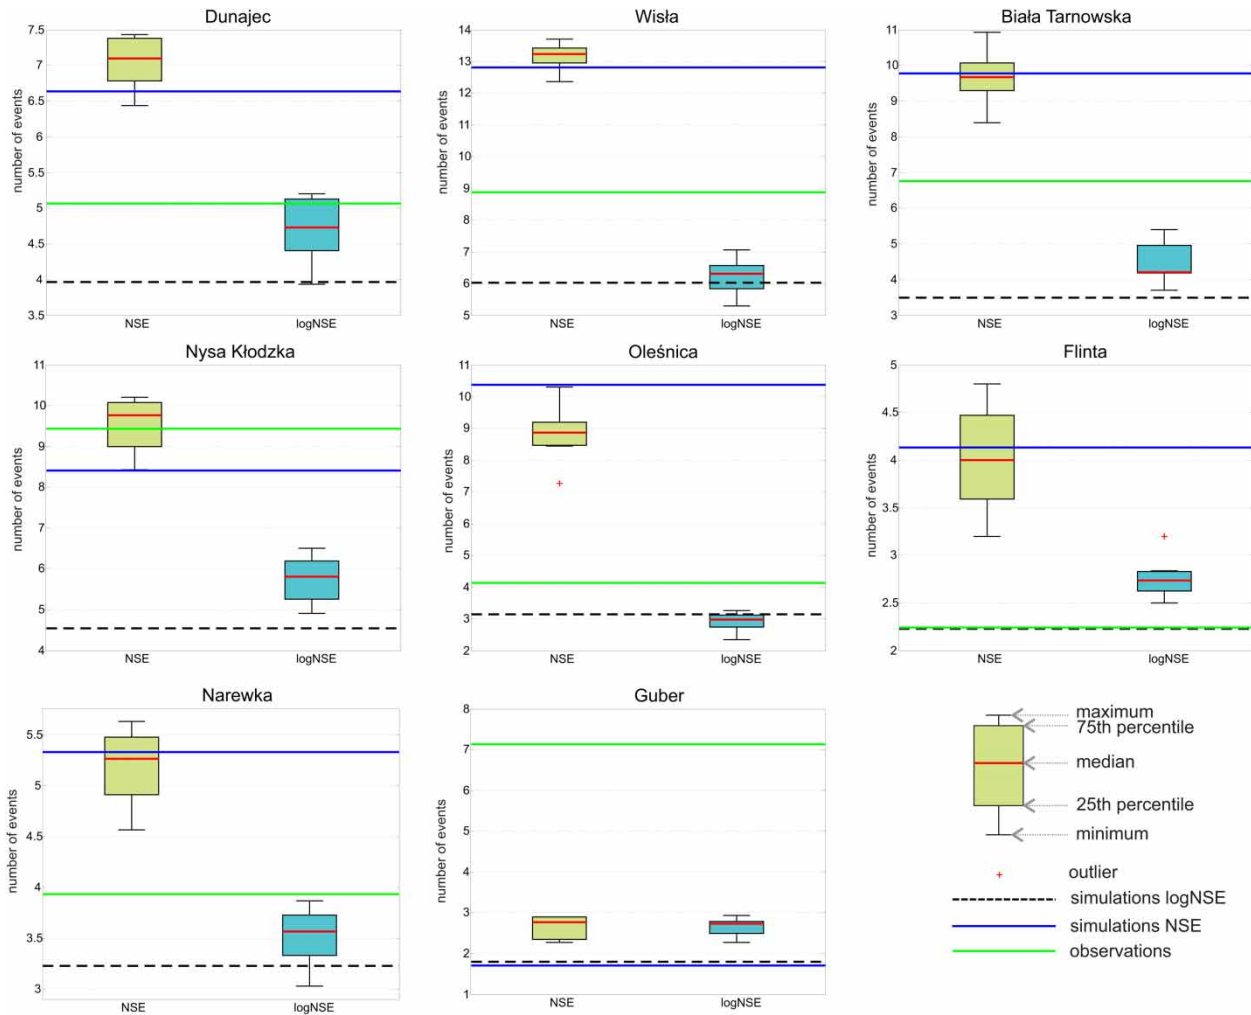 Dunajec
number of events
7.5
7
6.5
6
5.5
5
4.5
4
3.5
NSE
logNSE
Wisła
number of events
14
13
12
11
10
9
8
7
6
5
NSE
logNSE
Biała Tarnowska
number of events
11
10
9
8
7
6
5
4
3
NSE
logNSE
Nysa Kłodzka
number of events
11
10
9
8
7
6
5
4
NSE
logNSE
Oleśnica
number of events
11
10
9
8
7
6
5
4
3
2
NSE
logNSE
Flinta
number of events
5
4.5
4
3.5
3
2.5
2
NSE
logNSE
Narewka
number of events
5.5
5
4.5
4
3.5
3
NSE
logNSE
Guber
number of events
8
7
6
5
4
3
2
1
NSE
logNSE
maximum
75th percentile
median
25th percentile
minimum
outlier
simulations logNSE
simulations NSE
observations